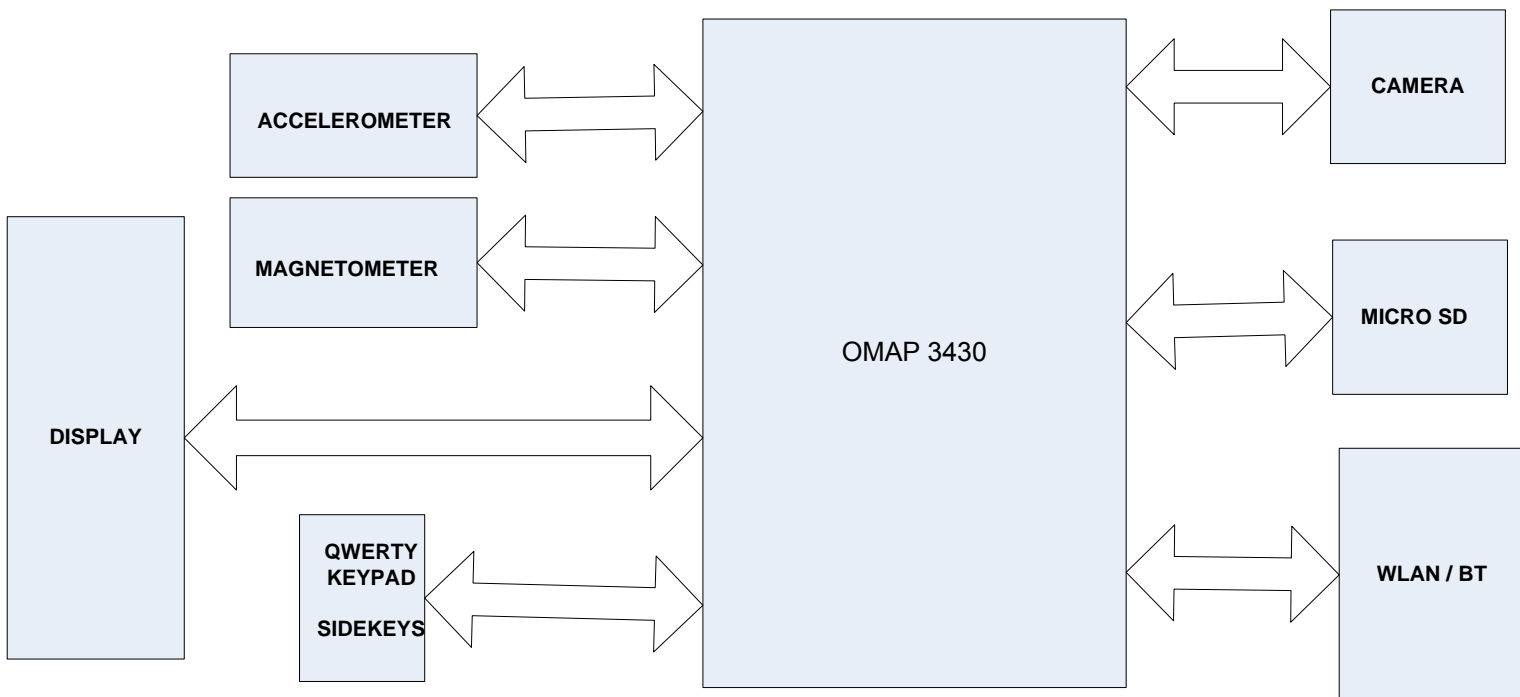 ACCELEROMETER
MAGNETOMETER
DISPLAY
QWERTY
KEYPAD
SIDEKEYS
OMAP 3430
CAMERA
MICRO SD
WLAN / BT